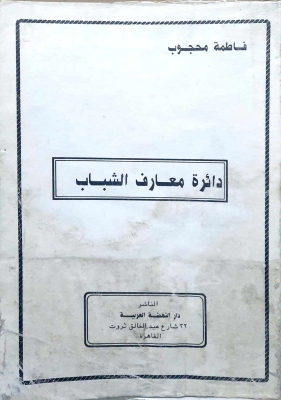 فاطمة محجوب
دائرة معارف الشباب
الناشر
دار النهضة العربية
٣٢ شارع عبد الخالق ثروت
القاهرة